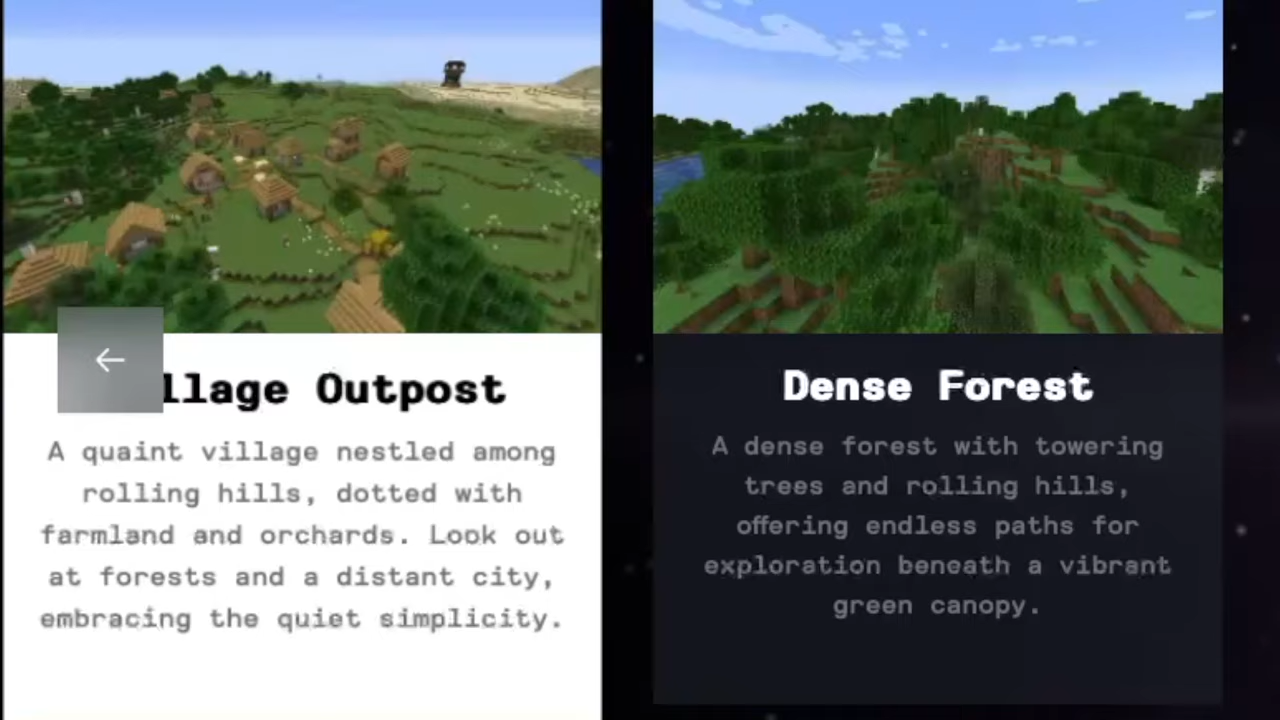 llage Outpost
A quaint village nestled among
rolling hills, dotted with
farmland and orchards. Look out
at forests and a distant city,
embracing the quiet simplicity.
Dense Forest
A dense forest with towering
trees and rolling hills,
offering endless paths for
exploration beneath a vibrant
green canopy.